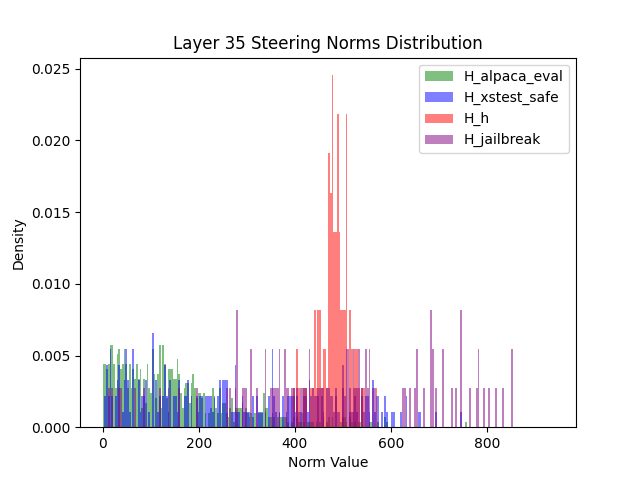 Layer 35 Steering Norms Distribution
0.025
0.020
0.015
0.010
0.005
0.000
Density
H_alpaca_eval
H_xstest_safe
H_h
H_jailbreak
0
200
400
600
800
Norm Value